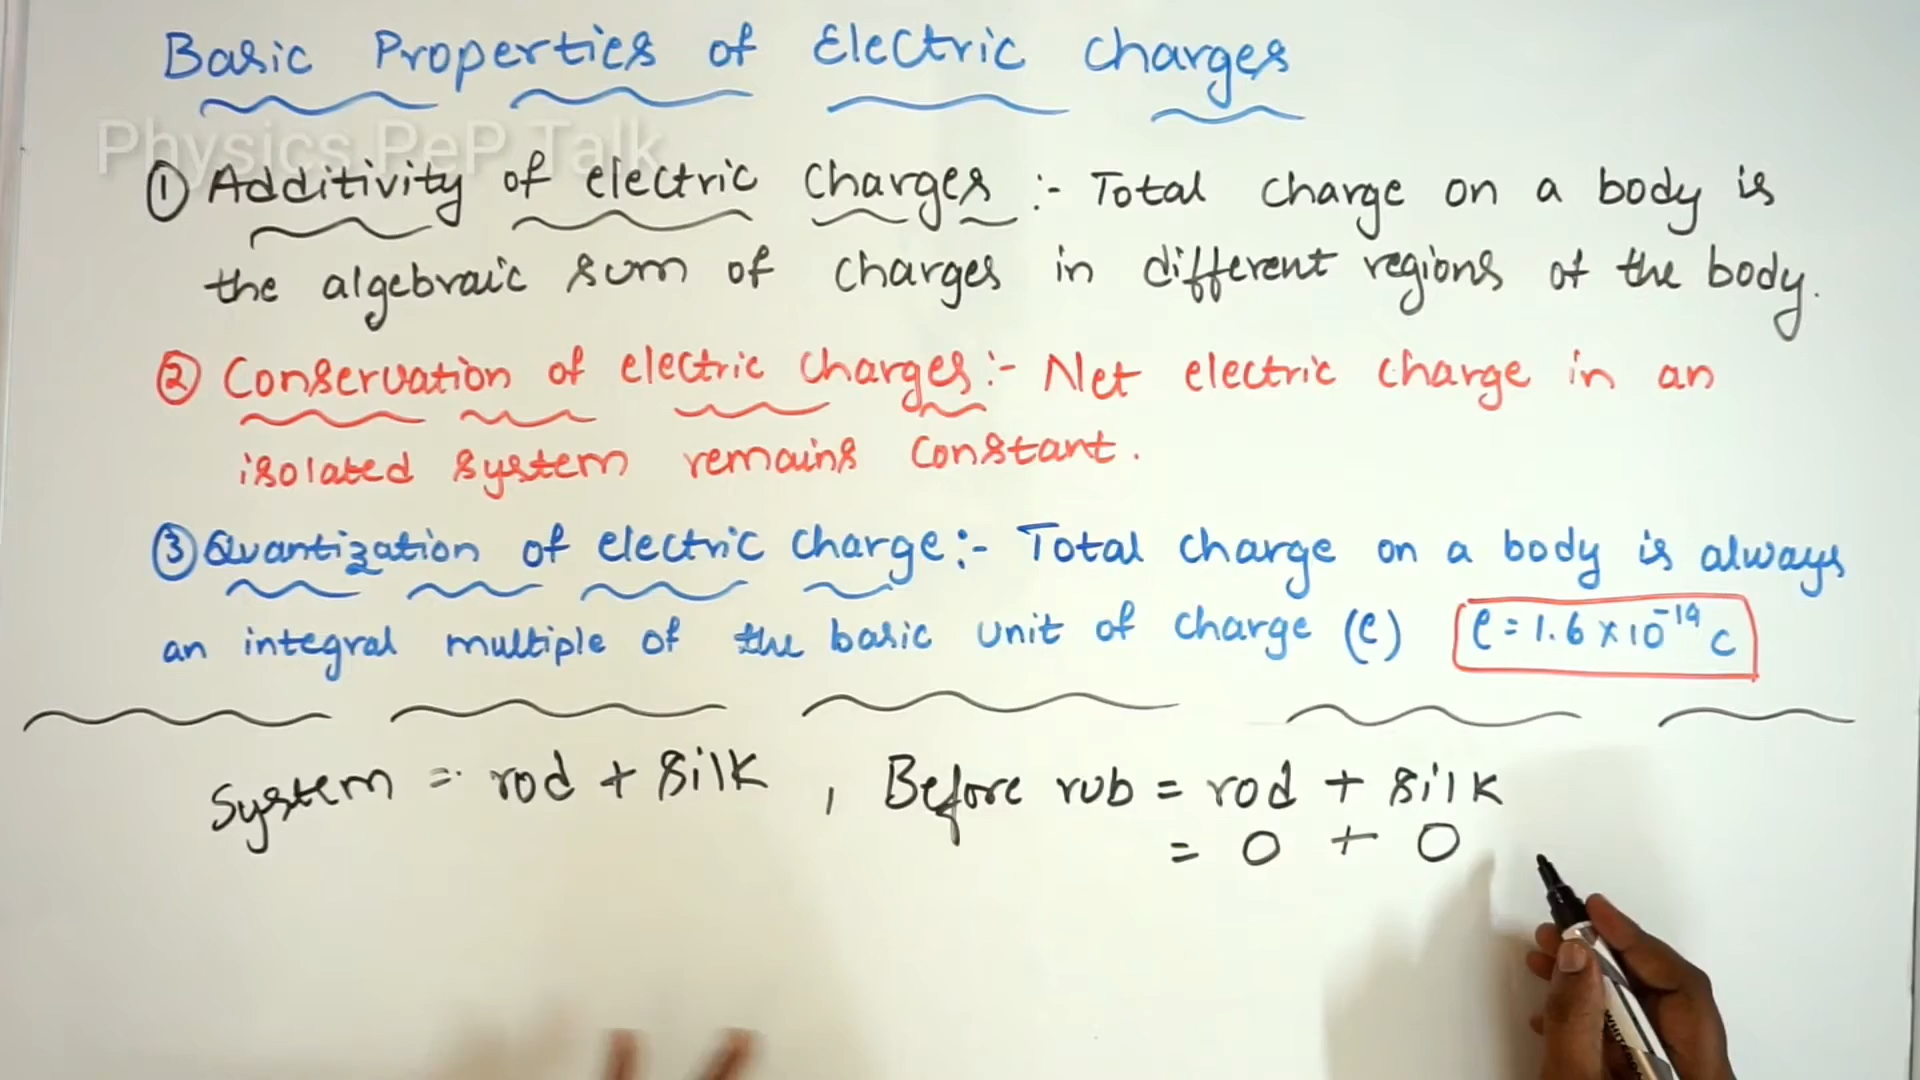 Basic Properties of Electric Charges
Physics PeP Talk
① Additivity of electric charges :- Total charge on a body is
the algebraic sum of charges in different regions of the body.
② Conservation of electric charges :- Net electric charge in an
isolated system remains constant.
③ Quantization of electric charge :- Total charge on a body is always
an integral multiple of the basic unit of charge (e) e = 1.6 × 10⁻¹⁹ C
System = rod + silk , Before rub = rod + silk
= 0 + 0